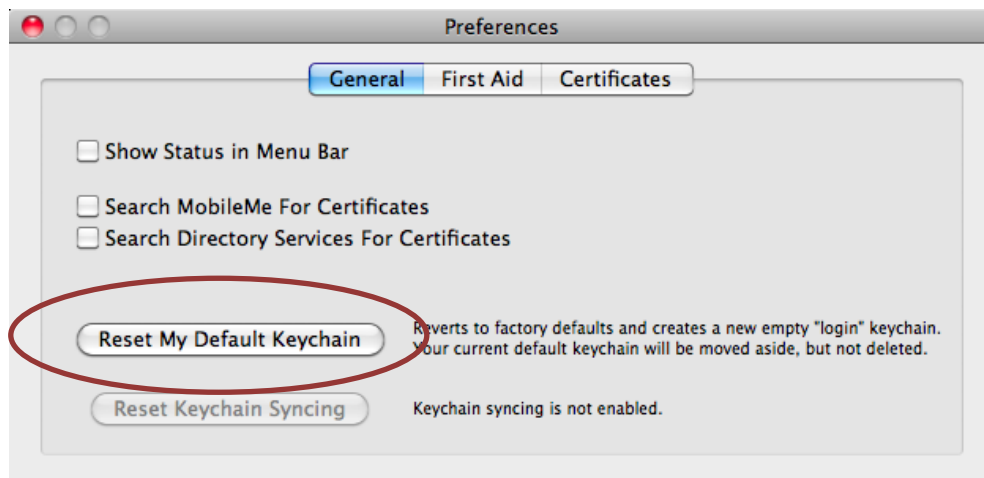 Preferences
General First Aid Certificates
Show Status in Menu Bar
Search MobileMe For Certificates
Search Directory Services For Certificates
Reset My Default Keychain
Reverts to factory defaults and creates a new empty "login" keychain.
Your current default keychain will be moved aside, but not deleted.
Reset Keychain Syncing
Keychain syncing is not enabled.